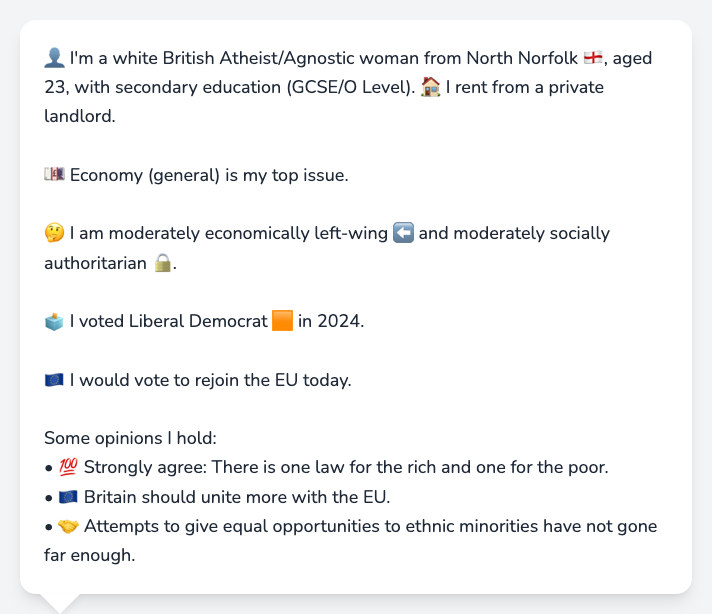 👤 I'm a white British Atheist/Agnostic woman from North Norfolk 🏴󠁧󠁢󠁥󠁮󠁧󠁿, aged
23, with secondary education (GCSE/O Level). 🏠 I rent from a private
landlord.
💷 Economy (general) is my top issue.
🤔 I am moderately economically left-wing ⬅️ and moderately socially
authoritarian 🔒.
🗳️ I voted Liberal Democrat 🟧 in 2024.
🇪🇺 I would vote to rejoin the EU today.
Some opinions I hold:
• 💯 Strongly agree: There is one law for the rich and one for the poor.
• 🇪🇺 Britain should unite more with the EU.
• 🤝 Attempts to give equal opportunities to ethnic minorities have not gone
far enough.